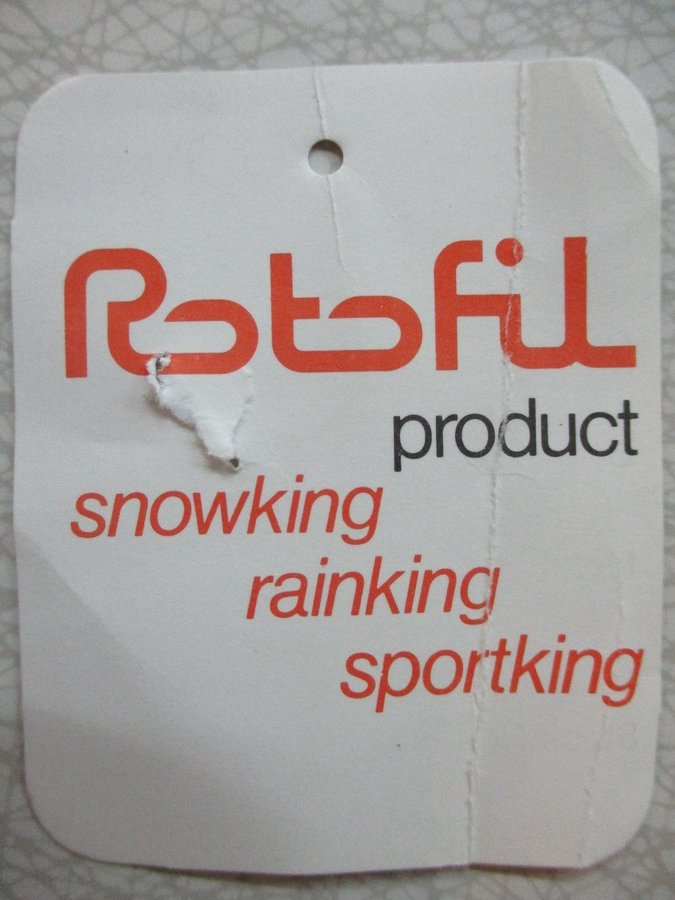 Rotofil
product
snowking
rainking
sportking